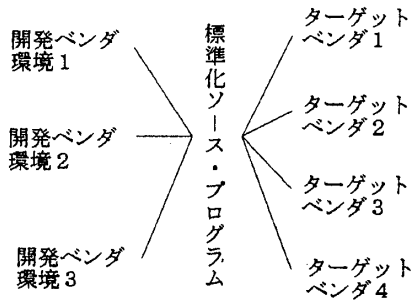 開発ベンダ
環境1
開発ベンダ
環境2
開発ベンダ
環境3
標準化ソース・プログラム
ターゲット
ベンダ1
ターゲット
ベンダ2
ターゲット
ベンダ3
ターゲット
ベンダ4